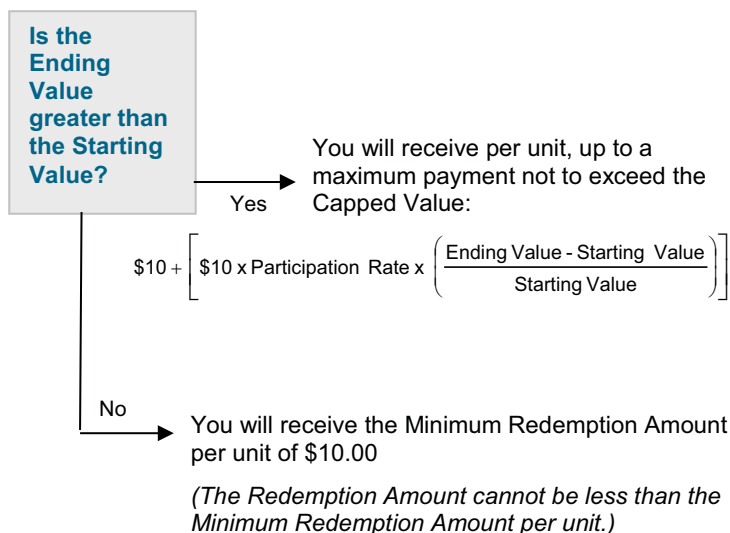 Is the
Ending
Value
greater than
the Starting
Value?
Yes
You will receive per unit, up to a
maximum payment not to exceed the
Capped Value:
$10 + [ $10 x Participation Rate x ( Ending Value - Starting Value
Starting Value ) ]
No
You will receive the Minimum Redemption Amount
per unit of $10.00
(The Redemption Amount cannot be less than the
Minimum Redemption Amount per unit.)